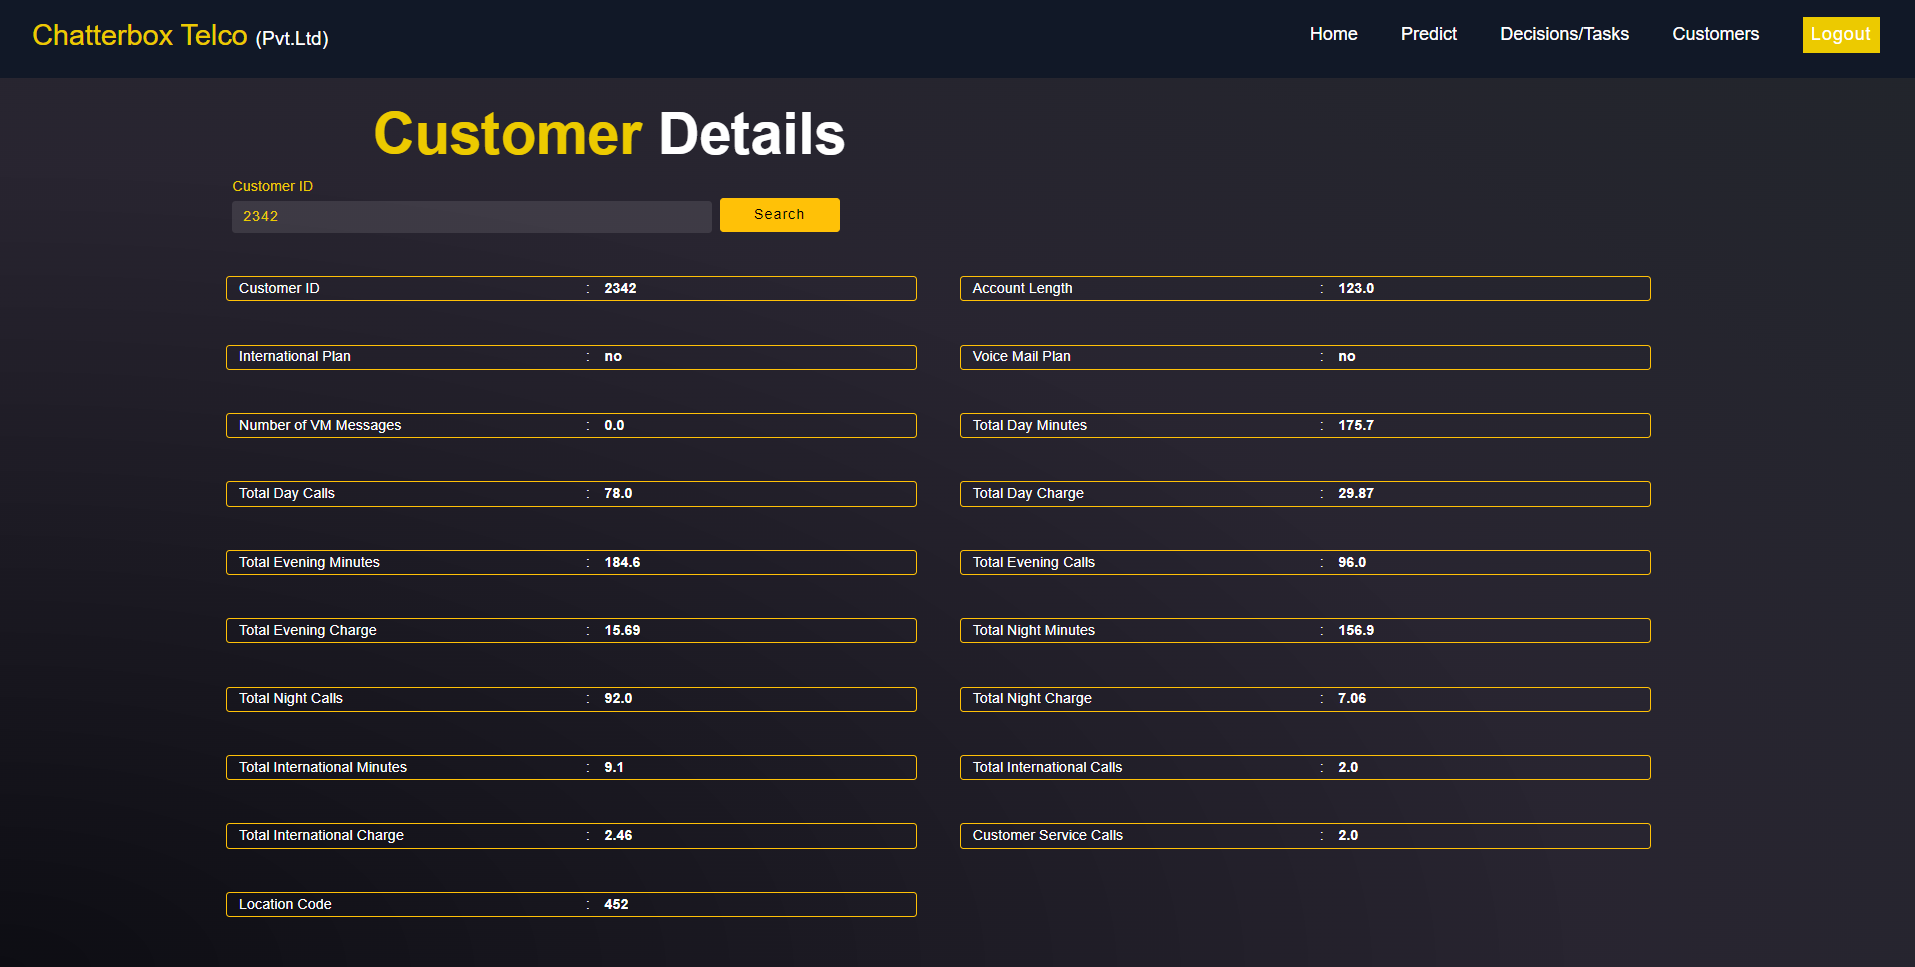 Chatterbox Telco (Pvt.Ltd)
Home Predict Decisions/Tasks Customers Logout
Customer Details
Customer ID
2342 Search
Customer ID : 2342 Account Length : 123.0
International Plan : no Voice Mail Plan : no
Number of VM Messages : 0.0 Total Day Minutes : 175.7
Total Day Calls : 78.0 Total Day Charge : 29.87
Total Evening Minutes : 184.6 Total Evening Calls : 96.0
Total Evening Charge : 15.69 Total Night Minutes : 156.9
Total Night Calls : 92.0 Total Night Charge : 7.06
Total International Minutes : 9.1 Total International Calls : 2.0
Total International Charge : 2.46 Customer Service Calls : 2.0
Location Code : 452